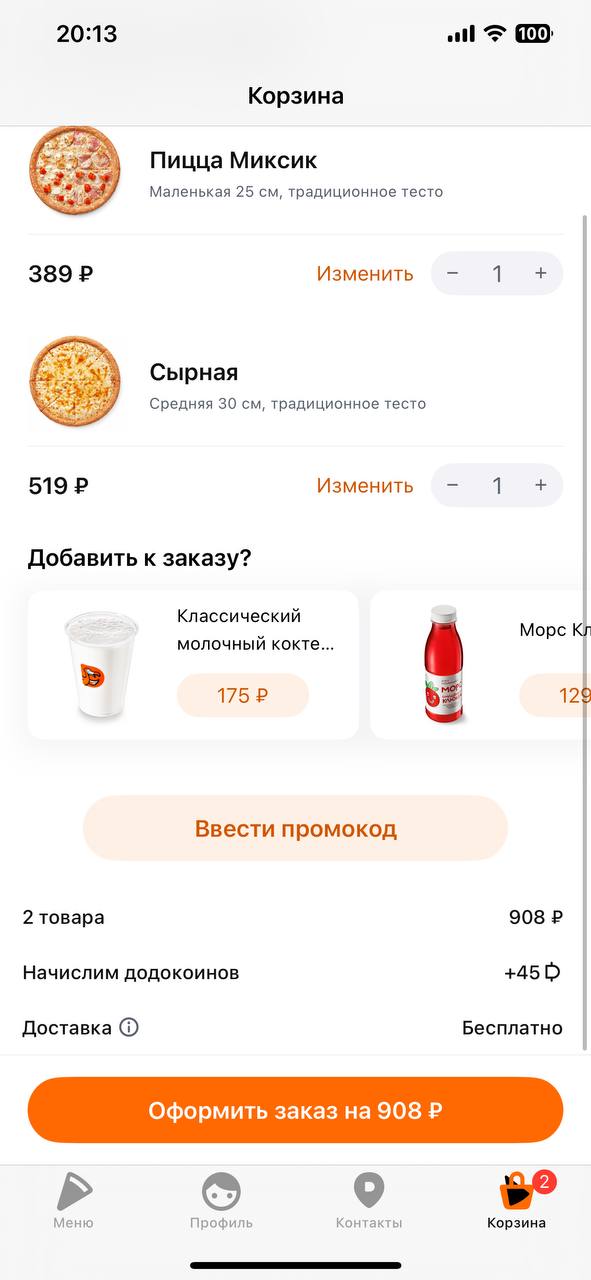 20:13
100
Корзина
Пицца Миксик
Маленькая 25 см, традиционное тесто
389 ₽
Изменить
− 1 +
Сырная
Средняя 30 см, традиционное тесто
519 ₽
Изменить
− 1 +
Добавить к заказу?
Классический
молочный кокте...
175 ₽
Морс Кл
129
Ввести промокод
2 товара
908 ₽
Начислим додокоинов
+45
Доставка
Бесплатно
Оформить заказ на 908 ₽
Меню
Профиль
Контакты
2
Корзина